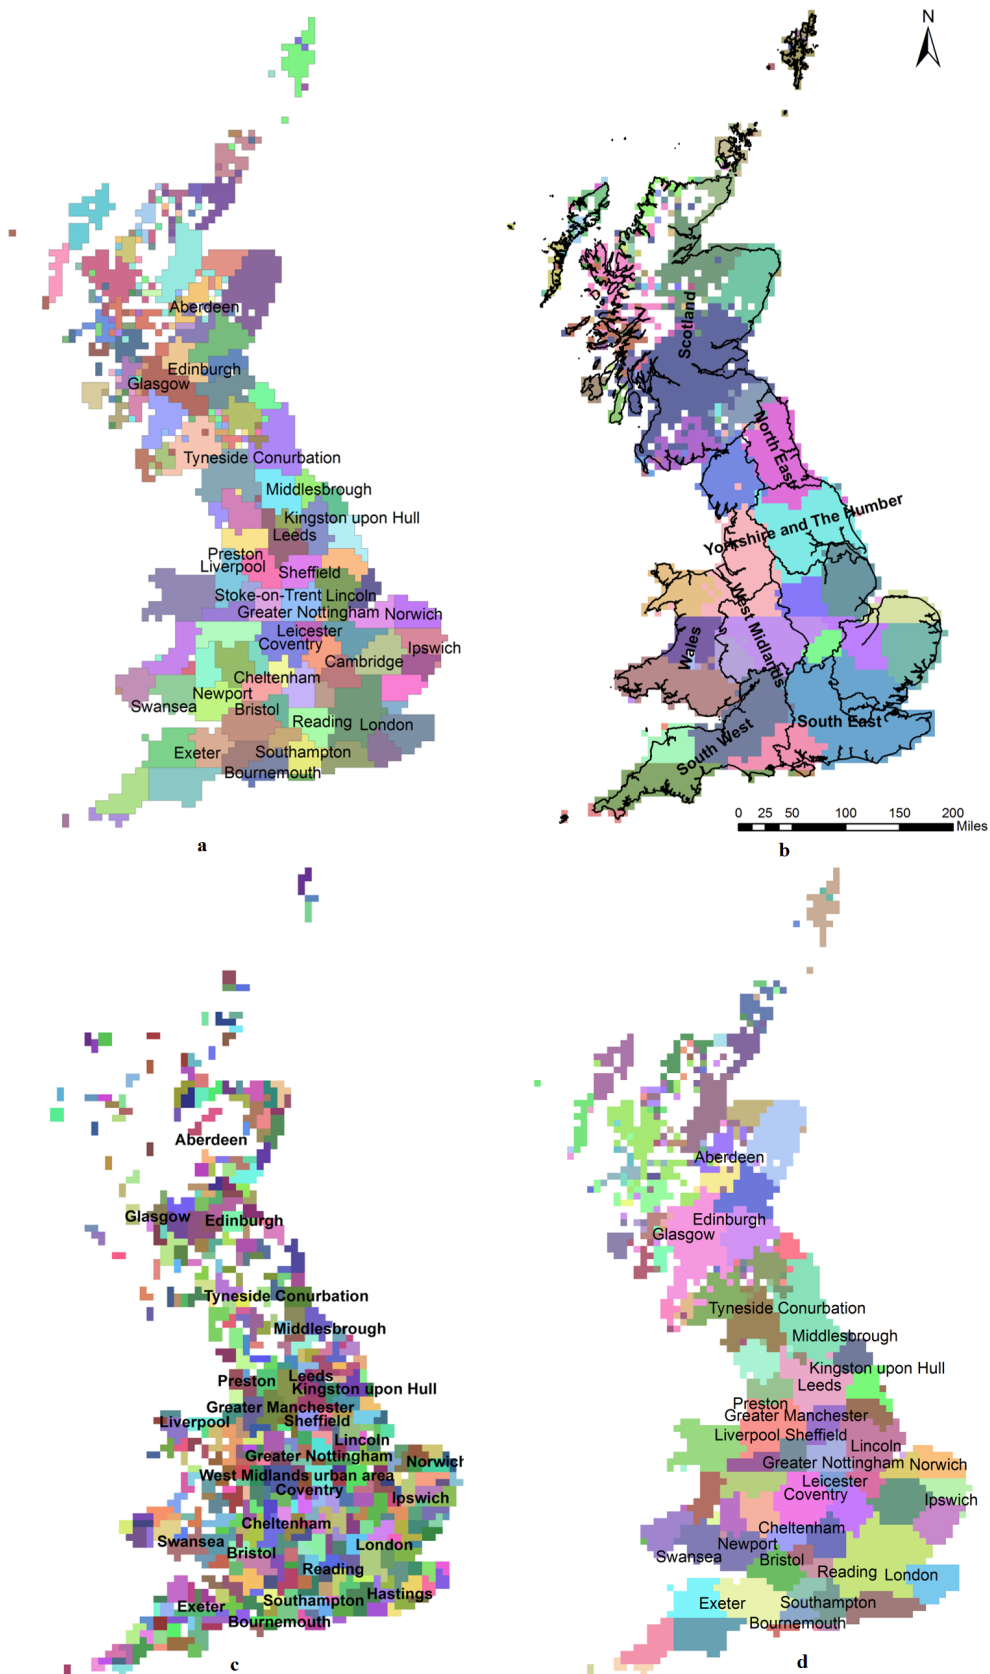 Aberdeen
Edinburgh
Glasgow
Tyneside Conurbation
Middlesbrough
Kingston upon Hull
Leeds
Preston
Liverpool
Sheffield
Stoke-on-Trent Lincoln
Greater Nottingham Norwich
Leicester
Coventry
Ipswich
Cambridge
Cheltenham
Newport
Swansea
Bristol
Reading
London
Exeter
Southampton
Bournemouth
a
N
Scotland
North East
Yorkshire and The Humber
West Midlands
Wales
South East
South West
0 25 50 100 150 200
Miles
b
Aberdeen
Glasgow
Edinburgh
Tyneside Conurbation
Middlesbrough
Preston
Leeds
Kingston upon Hull
Greater Manchester
Liverpool
Sheffield
Lincoln
Greater Nottingham
Norwich
West Midlands urban area
Coventry
Ipswich
Cheltenham
Swansea
Bristol
London
Reading
Hastings
Southampton
Exeter
Bournemouth
c
Aberdeen
Edinburgh
Glasgow
Tyneside Conurbation
Middlesbrough
Kingston upon Hull
Leeds
Preston
Greater Manchester
Liverpool Sheffield
Lincoln
Greater Nottingham Norwich
Leicester
Coventry
Ipswich
Cheltenham
Newport
Swansea
Bristol
Reading
London
Exeter
Southampton
Bournemouth
d